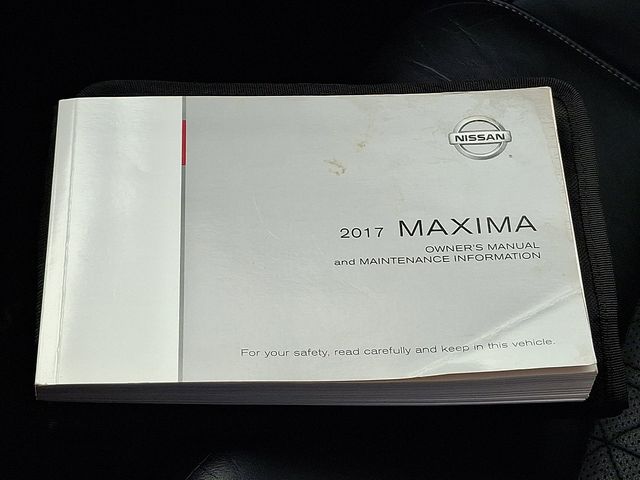 NISSAN
2017 MAXIMA
OWNER'S MANUAL
and MAINTENANCE INFORMATION
For your safety, read carefully and keep in this vehicle.